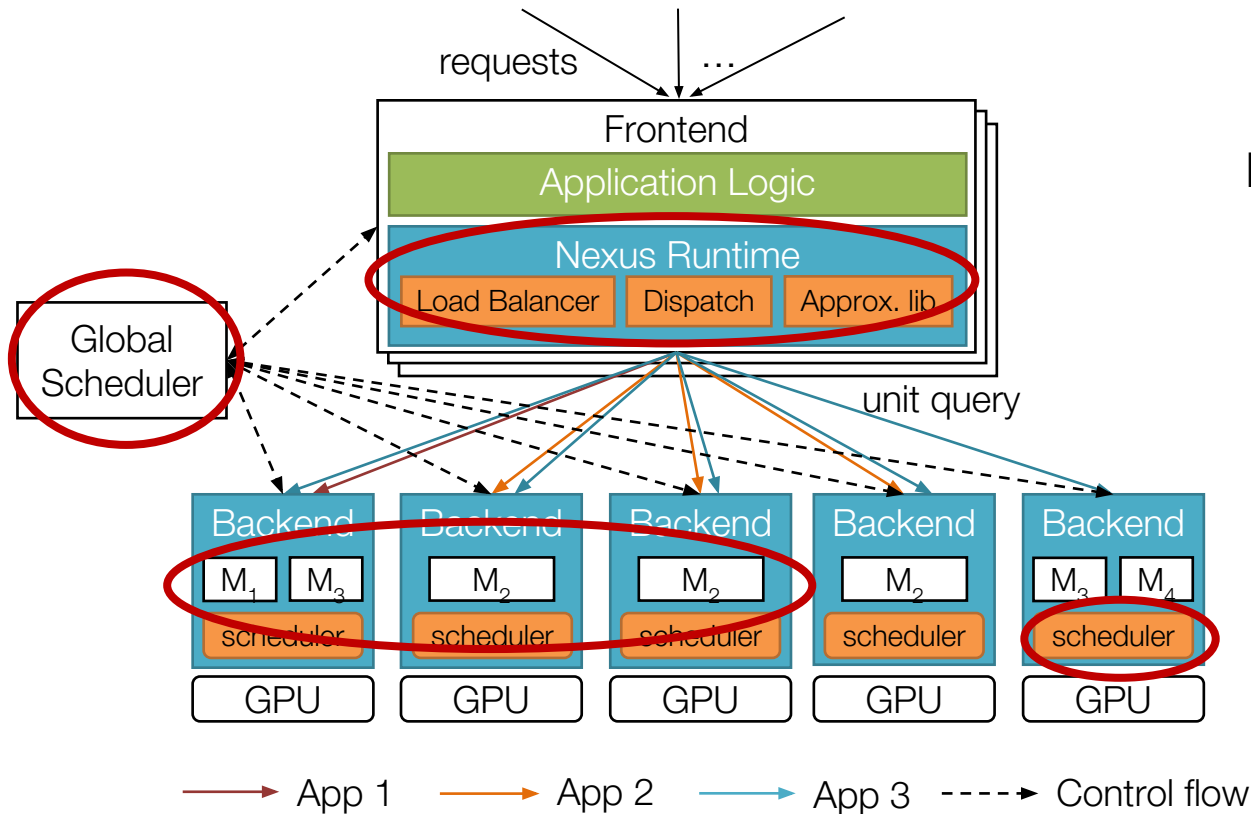 requests
...
Frontend
Application Logic
Nexus Runtime
Load Balancer Dispatch Approx. lib
Global
Scheduler
unit query
Backend Backend Backend Backend Backend
M₁ M₃ M₂ M₂ M₂ M₃ M₄
scheduler scheduler scheduler scheduler scheduler
GPU GPU GPU GPU GPU
App 1 App 2 App 3 Control flow